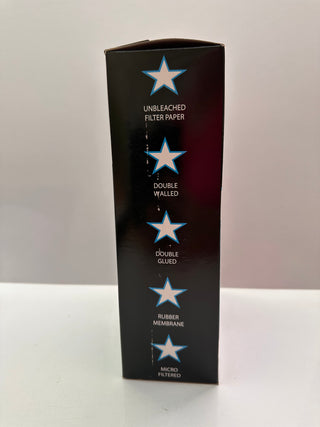 UNBLEACHED
FILTER PAPER
DOUBLE
WALLED
DOUBLE
GLUED
RUBBER
MEMBRANE
MICRO
FILTERED